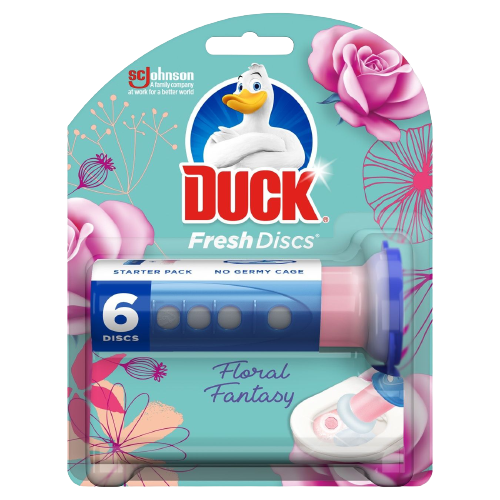 SC Johnson
A family company
at work for a better world
DUCK®
Fresh Discs®
STARTER PACK NO GERMY CAGE
6
DISCS
Floral
Fantasy